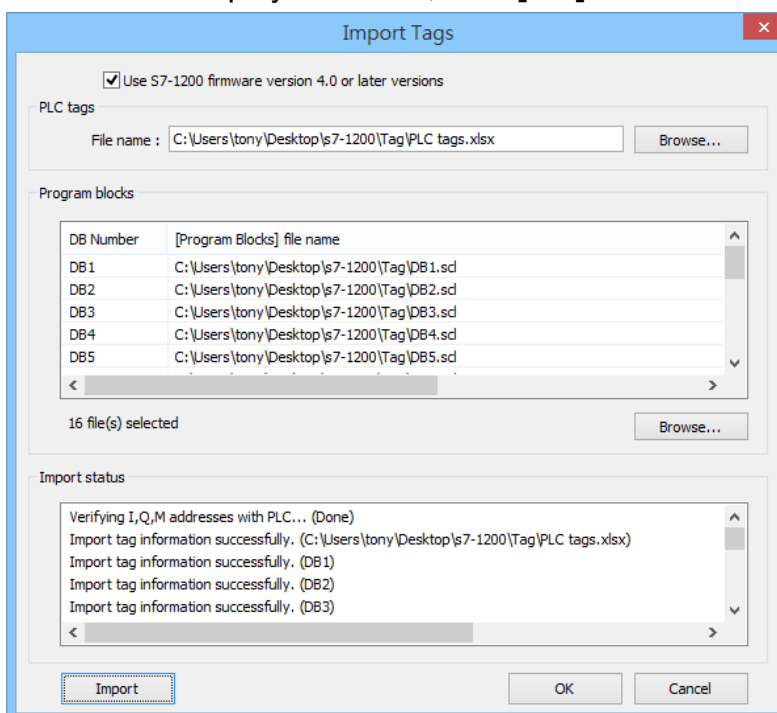 Import Tags
Use S7-1200 firmware version 4.0 or later versions
PLC tags
File name : C:\Users\tony\Desktop\s7-1200\Tag\PLC tags.xlsx Browse...
Program blocks
DB Number [Program Blocks] file name
DB1 C:\Users\tony\Desktop\s7-1200\Tag\DB1.scl
DB2 C:\Users\tony\Desktop\s7-1200\Tag\DB2.scl
DB3 C:\Users\tony\Desktop\s7-1200\Tag\DB3.scl
DB4 C:\Users\tony\Desktop\s7-1200\Tag\DB4.scl
DB5 C:\Users\tony\Desktop\s7-1200\Tag\DB5.scl
16 file(s) selected Browse...
Import status
Verifying I,Q,M addresses with PLC... (Done)
Import tag information successfully. (C:\Users\tony\Desktop\s7-1200\Tag\PLC tags.xlsx)
Import tag information successfully. (DB1)
Import tag information successfully. (DB2)
Import tag information successfully. (DB3)
Import OK Cancel